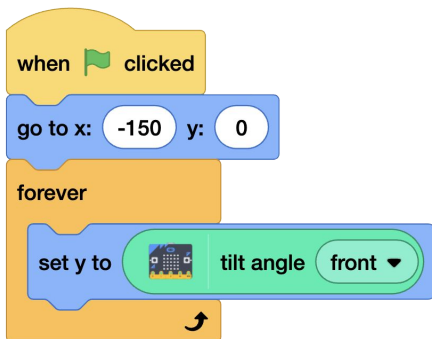 when clicked
go to x: -150 y: 0
forever
set y to tilt angle front